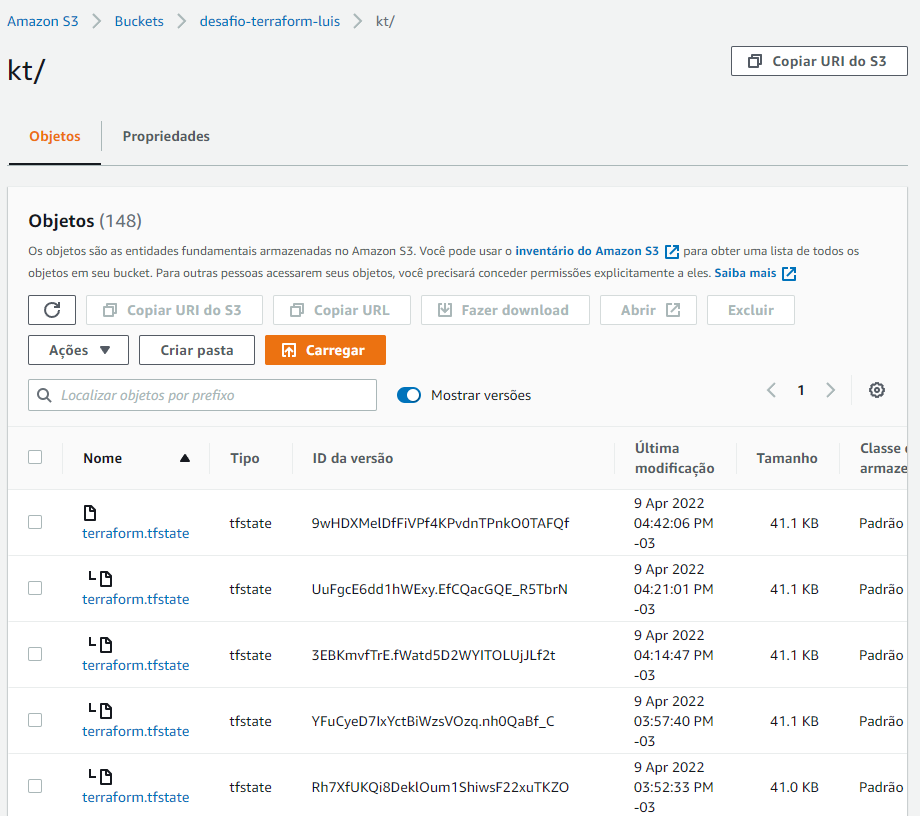 Amazon S3 > Buckets > desafio-terraform-luis > kt/
kt/
Copiar URI do S3
Objetos Propriedades
Objetos (148)
Os objetos são as entidades fundamentais armazenadas no Amazon S3. Você pode usar o inventário do Amazon S3 para obter uma lista de todos os
objetos em seu bucket. Para outras pessoas acessarem seus objetos, você precisará conceder permissões explicitamente a eles. Saiba mais
Copiar URI do S3 Copiar URL Fazer download Abrir Excluir
Ações Criar pasta Carregar
Localizar objetos por prefixo Mostrar versões 1
Nome Tipo ID da versão Última modificação Tamanho Classe armaze
terraform.tfstate tfstate 9wHDXMelDfFiVPf4KPvdnTPnkO0TAFQf 9 Apr 2022 04:42:06 PM -03 41.1 KB Padrão
terraform.tfstate tfstate UuFgcE6dd1hWExy.EfCQacGQE_R5TbrN 9 Apr 2022 04:21:01 PM -03 41.1 KB Padrão
terraform.tfstate tfstate 3EBKmvfTrE.fWatd5D2WYITOLUjJLf2t 9 Apr 2022 04:14:47 PM -03 41.1 KB Padrão
terraform.tfstate tfstate YFuCyeD7IxYctBiWzsVOzq.nh0QaBf_C 9 Apr 2022 03:57:40 PM -03 41.1 KB Padrão
terraform.tfstate tfstate Rh7XfUKQi8DeklOum1ShiwsF22xuTKZO 9 Apr 2022 03:52:33 PM -03 41.0 KB Padrão